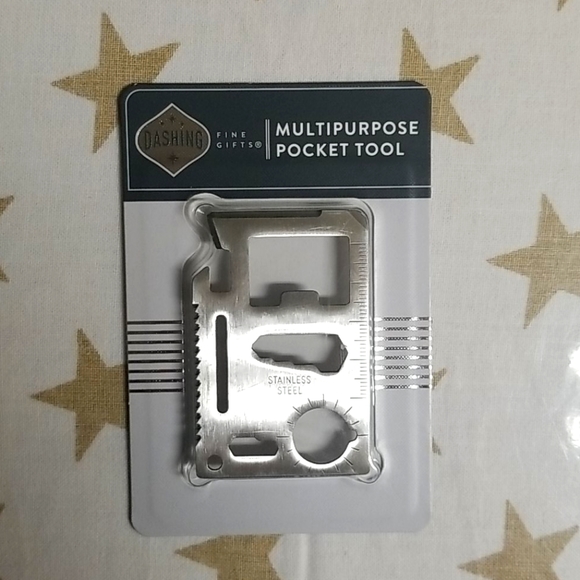 DASHING
FINE
GIFTS®
MULTIPURPOSE
POCKET TOOL
STAINLESS
STEEL